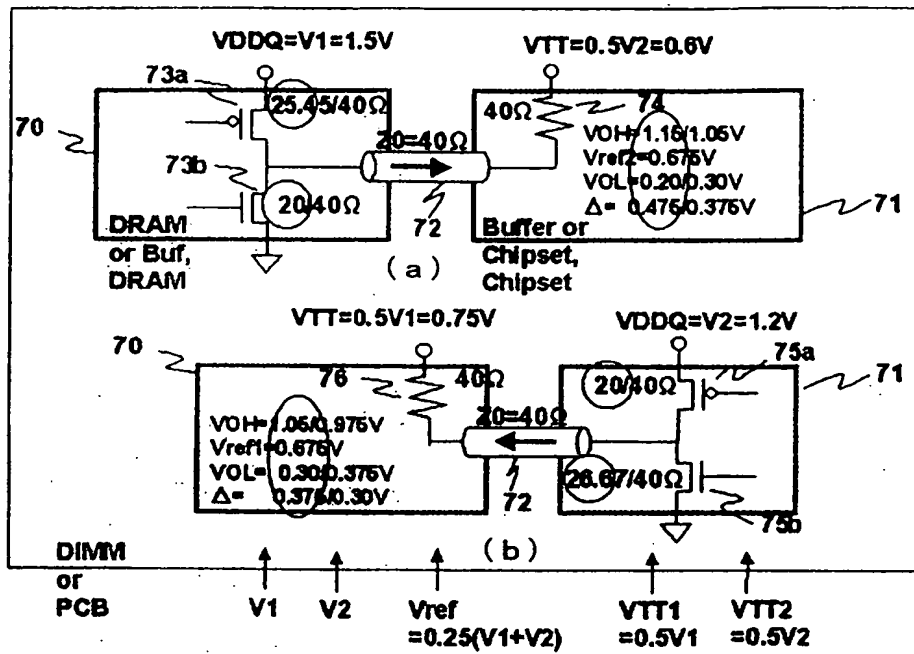 VDDQ=V1=1.5V
VTT=0.5V2=0.6V
73a
70
25.45/40Ω
40Ω
74
Z0=40Ω
VOH=1.15/1.05V
Vref2=0.675V
VOL=0.20/0.30V
Δ= 0.475/0.375V
73b
20/40Ω
72
71
DRAM
or Buf,
DRAM
Buffer or
Chipset,
Chipset
(a)
VTT=0.5V1=0.75V
VDDQ=V2=1.2V
70
75a
71
76
40Ω
20/40Ω
Z0=40Ω
VOH=1.05/0.975V
Vref1=0.675V
VOL= 0.30/0.375V
Δ= 0.375/0.30V
26.67/40Ω
72
75b
(b)
DIMM
or
PCB
V1
V2
Vref
=0.25(V1+V2)
VTT1
=0.5V1
VTT2
=0.5V2